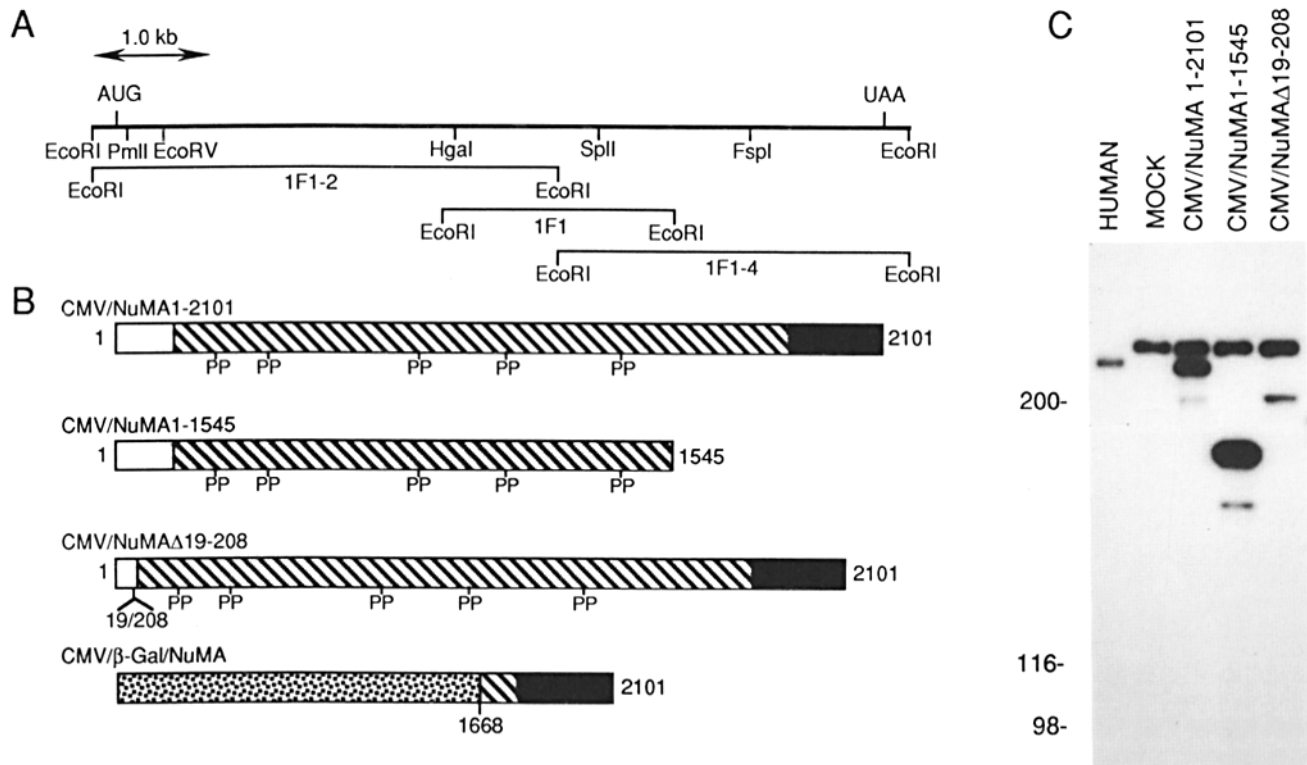 A
1.0 kb
AUG
UAA
EcoRI PmlI EcoRV HgaI SplI FspI EcoRI
1F1-2
EcoRI EcoRI
1F1
EcoRI EcoRI
1F1-4
EcoRI EcoRI
B
CMV/NuMA1-2101
1 2101
PP PP PP PP PP
CMV/NuMA1-1545
1 1545
PP PP PP PP PP
CMV/NuMAΔ19-208
1 2101
PP PP PP PP PP
19/208
CMV/β-Gal/NuMA
2101
1668
C
HUMAN
MOCK
CMV/NuMA 1-2101
CMV/NuMA1-1545
CMV/NuMAΔ19-208
200-
116-
98-